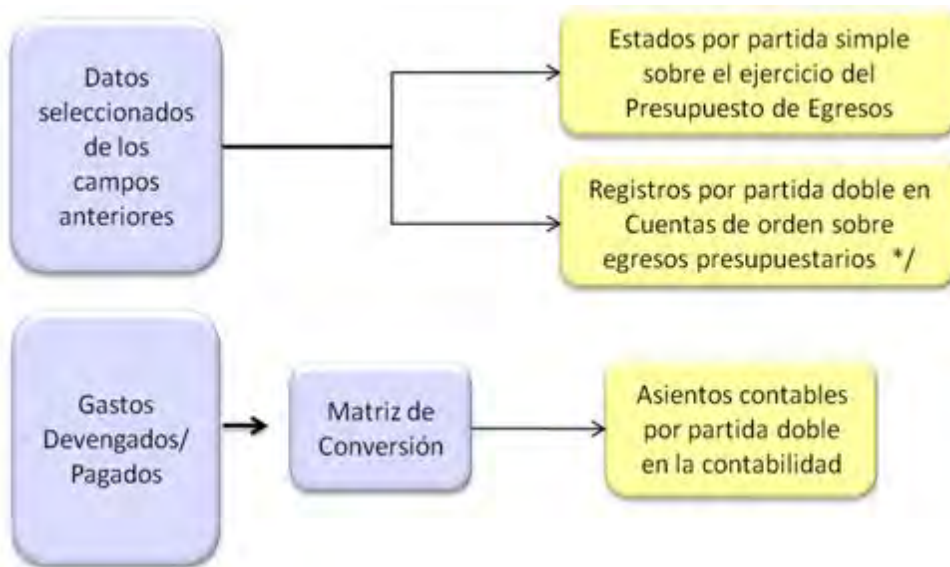 Datos
seleccionados
de los
campos
anteriores
Estados por partida simple
sobre el ejercicio del
Presupuesto de Egresos
Registros por partida doble en
Cuentas de orden sobre
egresos presupuestarios */
Gastos
Devengados/
Pagados
Matriz de
Conversión
Asientos contables
por partida doble
en la contabilidad